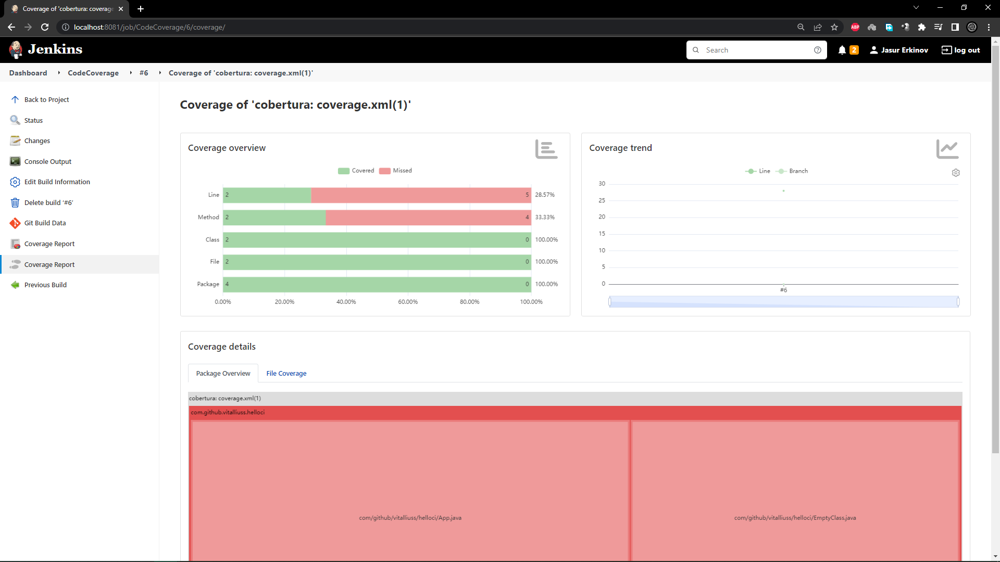 Coverage of 'cobertura: coverage
localhost:8081/job/CodeCoverage/6/coverage/
ABP
Jenkins
Search
2
Jasur Erkinov
log out
Dashboard
CodeCoverage
#6
Coverage of 'cobertura: coverage.xml(1)'
Back to Project
Status
Changes
Console Output
Edit Build Information
Delete build ‘#6’
Git Build Data
Coverage Report
Coverage Report
Previous Build
Coverage of 'cobertura: coverage.xml(1)'
Coverage overview
Covered
Missed
Line 2 5 28.57%
Method 2 4 33.33%
Class 2 0 100.00%
File 2 0 100.00%
Package 4 0 100.00%
0.00% 20.00% 40.00% 60.00% 80.00% 100.00%
Coverage trend
Line
Branch
30
25
20
15
10
5
0
#6
Coverage details
Package Overview
File Coverage
cobertura: coverage.xml(1)
com.github.vitalliuss.helloci
com/github/vitalliuss/helloci/App.java
com/github/vitalliuss/helloci/EmptyClass.java